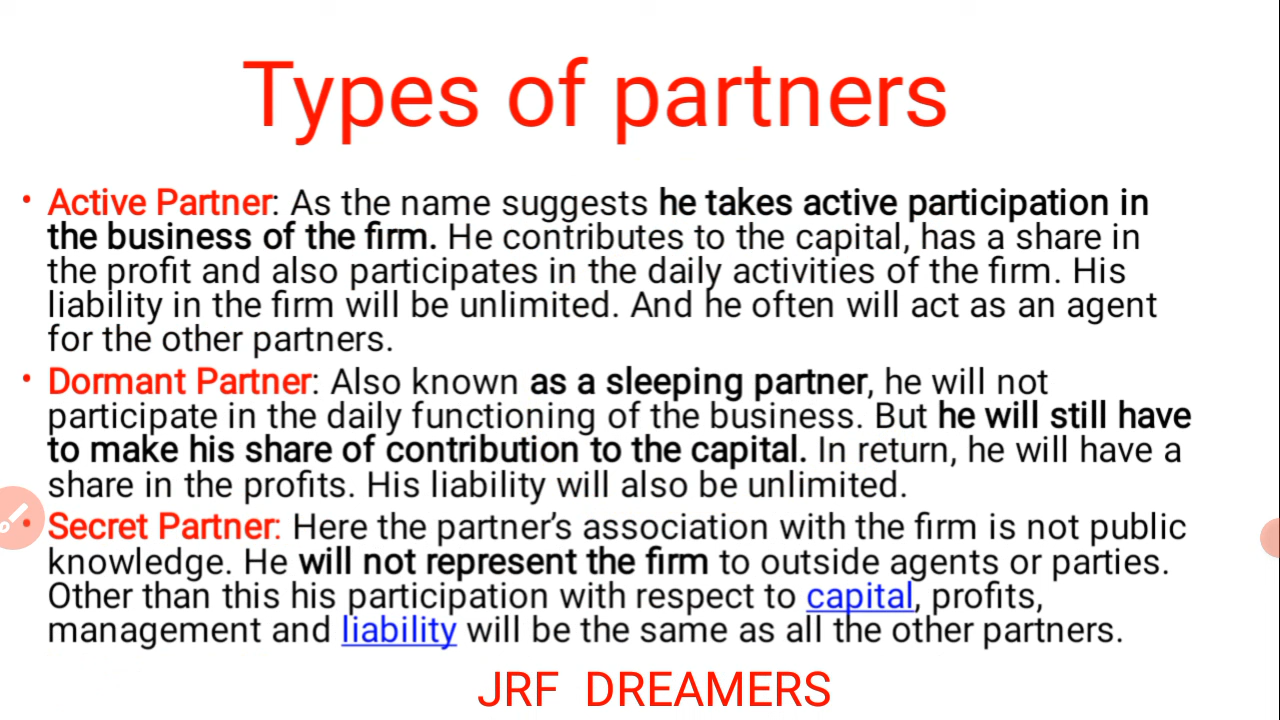 Types of partners
• Active Partner: As the name suggests he takes active participation in
the business of the firm. He contributes to the capital, has a share in
the profit and also participates in the daily activities of the firm. His
liability in the firm will be unlimited. And he often will act as an agent
for the other partners.
• Dormant Partner: Also known as a sleeping partner, he will not
participate in the daily functioning of the business. But he will still have
to make his share of contribution to the capital. In return, he will have a
share in the profits. His liability will also be unlimited.
• Secret Partner: Here the partner’s association with the firm is not public
knowledge. He will not represent the firm to outside agents or parties.
Other than this his participation with respect to capital, profits,
management and liability will be the same as all the other partners.
JRF DREAMERS